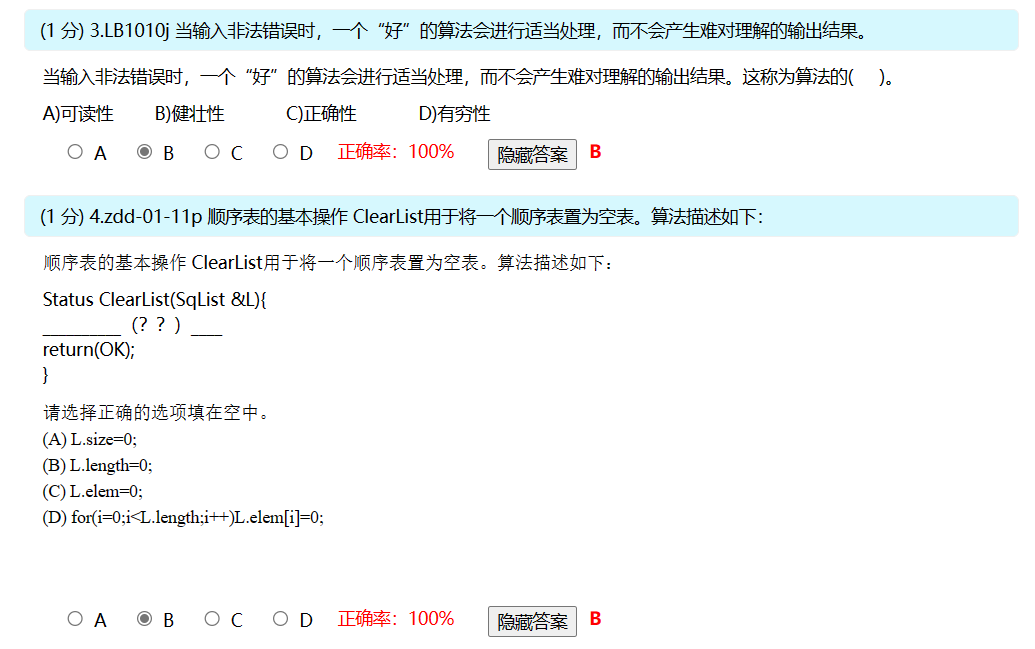 (1 分) 3.LB1010j 当输入非法错误时，一个“好”的算法会进行适当处理，而不会产生难对理解的输出结果。
当输入非法错误时，一个“好”的算法会进行适当处理，而不会产生难对理解的输出结果。这称为算法的( )。
A)可读性 B)健壮性 C)正确性 D)有穷性
A B C D 正确率：100% 隐藏答案 B
(1 分) 4.zdd-01-11p 顺序表的基本操作 ClearList用于将一个顺序表置为空表。算法描述如下：
顺序表的基本操作 ClearList用于将一个顺序表置为空表。算法描述如下：
Status ClearList(SqList &L){
__________（? ？）____
return(OK);
}
请选择正确的选项填在空中。
(A) L.size=0;
(B) L.length=0;
(C) L.elem=0;
(D) for(i=0;i<L.length;i++)L.elem[i]=0;
A B C D 正确率：100% 隐藏答案 B